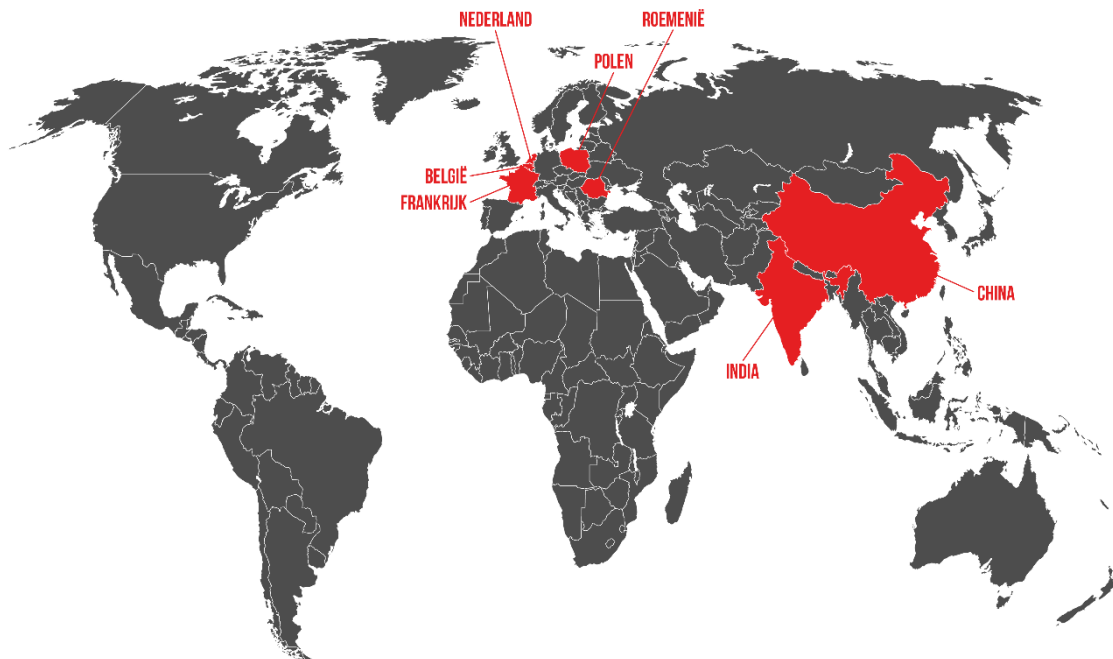 NEDERLAND
ROEMENIË
POLEN
BELGIË
FRANKRIJK
CHINA
INDIA